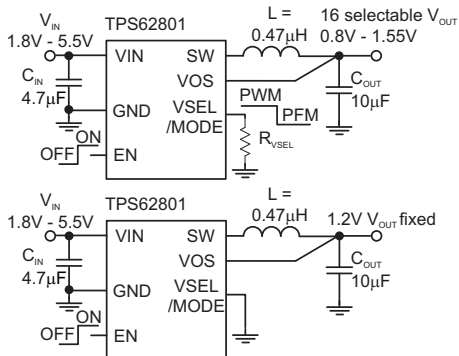 V_IN
1.8V - 5.5V
TPS62801
L =
0.47μH
16 selectable V_OUT
0.8V - 1.55V
VIN
SW
C_IN
4.7μF
VOS
C_OUT
10μF
GND
VSEL
/MODE
PWM
PFM
R_VSEL
ON
OFF
EN
V_IN
1.8V - 5.5V
TPS62801
L =
0.47μH
1.2V V_OUT fixed
VIN
SW
C_IN
4.7μF
VOS
C_OUT
10μF
GND
VSEL
/MODE
ON
OFF
EN